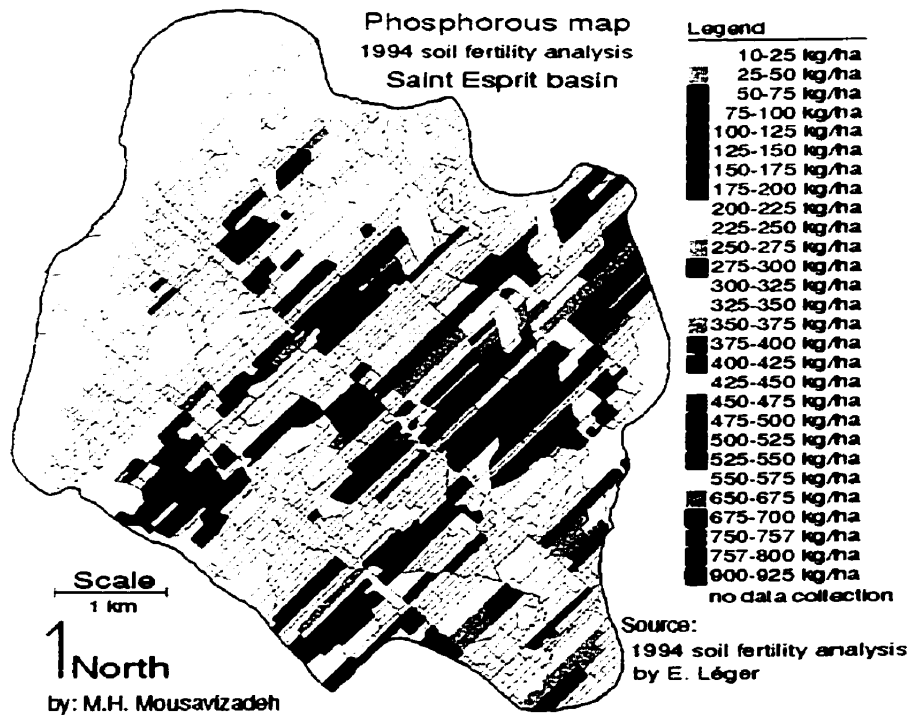 Phosphorous map
1994 soil fertility analysis
Saint Esprit basin
Legend
10-25 kg/ha
25-50 kg/ha
50-75 kg/ha
75-100 kg/ha
100-125 kg/ha
125-150 kg/ha
150-175 kg/ha
175-200 kg/ha
200-225 kg/ha
225-250 kg/ha
250-275 kg/ha
275-300 kg/ha
300-325 kg/ha
325-350 kg/ha
350-375 kg/ha
375-400 kg/ha
400-425 kg/ha
425-450 kg/ha
450-475 kg/ha
475-500 kg/ha
500-525 kg/ha
525-550 kg/ha
550-575 kg/ha
650-675 kg/ha
675-700 kg/ha
750-757 kg/ha
757-800 kg/ha
900-925 kg/ha
no data collection
Scale
1 km
North
by: M.H. Mousavizadeh
Source:
1994 soil fertility analysis
by E. Léger